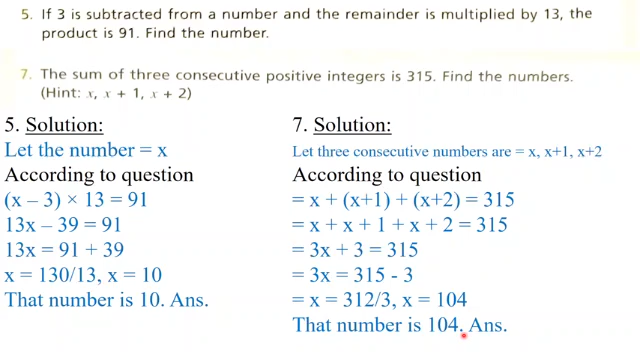 5. If 3 is subtracted from a number and the remainder is multiplied by 13, the
product is 91. Find the number.
7. The sum of three consecutive positive integers is 315. Find the numbers.
(Hint: x, x + 1, x + 2)
5. Solution:
Let the number = x
According to question
(x – 3) × 13 = 91
13x – 39 = 91
13x = 91 + 39
x = 130/13, x = 10
That number is 10. Ans.
7. Solution:
Let three consecutive numbers are = x, x+1, x+2
According to question
= x + (x+1) + (x+2) = 315
= x + x + 1 + x + 2 = 315
= 3x + 3 = 315
= 3x = 315 - 3
= x = 312/3, x = 104
That number is 104. Ans.